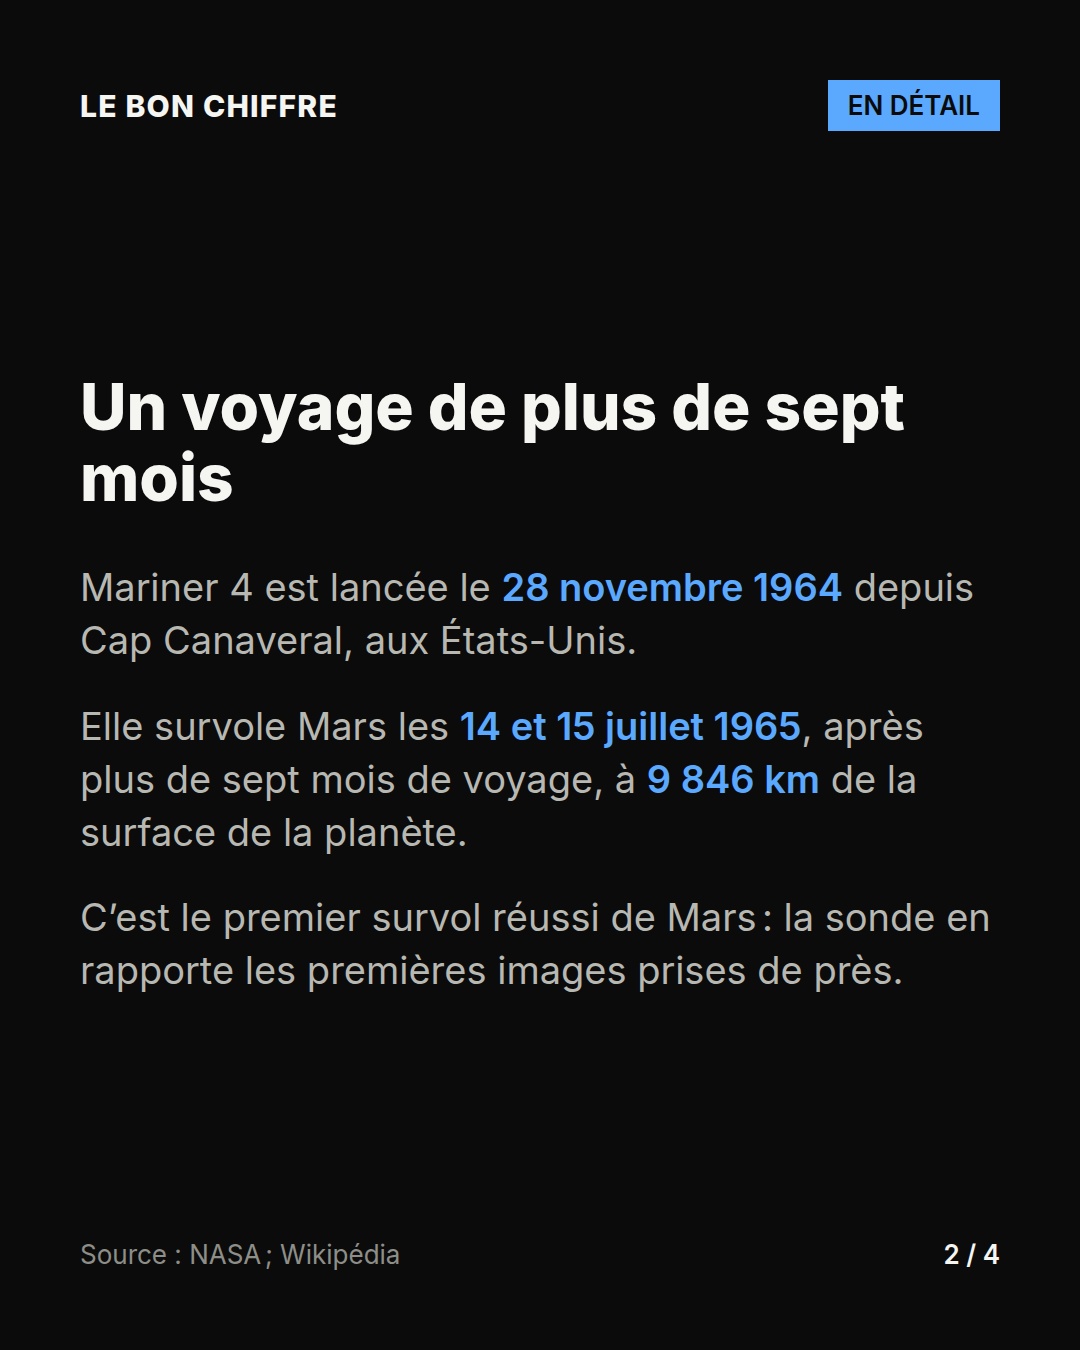 LE BON CHIFFRE
EN DÉTAIL
Un voyage de plus de sept
mois
Mariner 4 est lancée le 28 novembre 1964 depuis
Cap Canaveral, aux États-Unis.
Elle survole Mars les 14 et 15 juillet 1965, après
plus de sept mois de voyage, à 9 846 km de la
surface de la planète.
C’est le premier survol réussi de Mars : la sonde en
rapporte les premières images prises de près.
Source : NASA ; Wikipédia
2 / 4